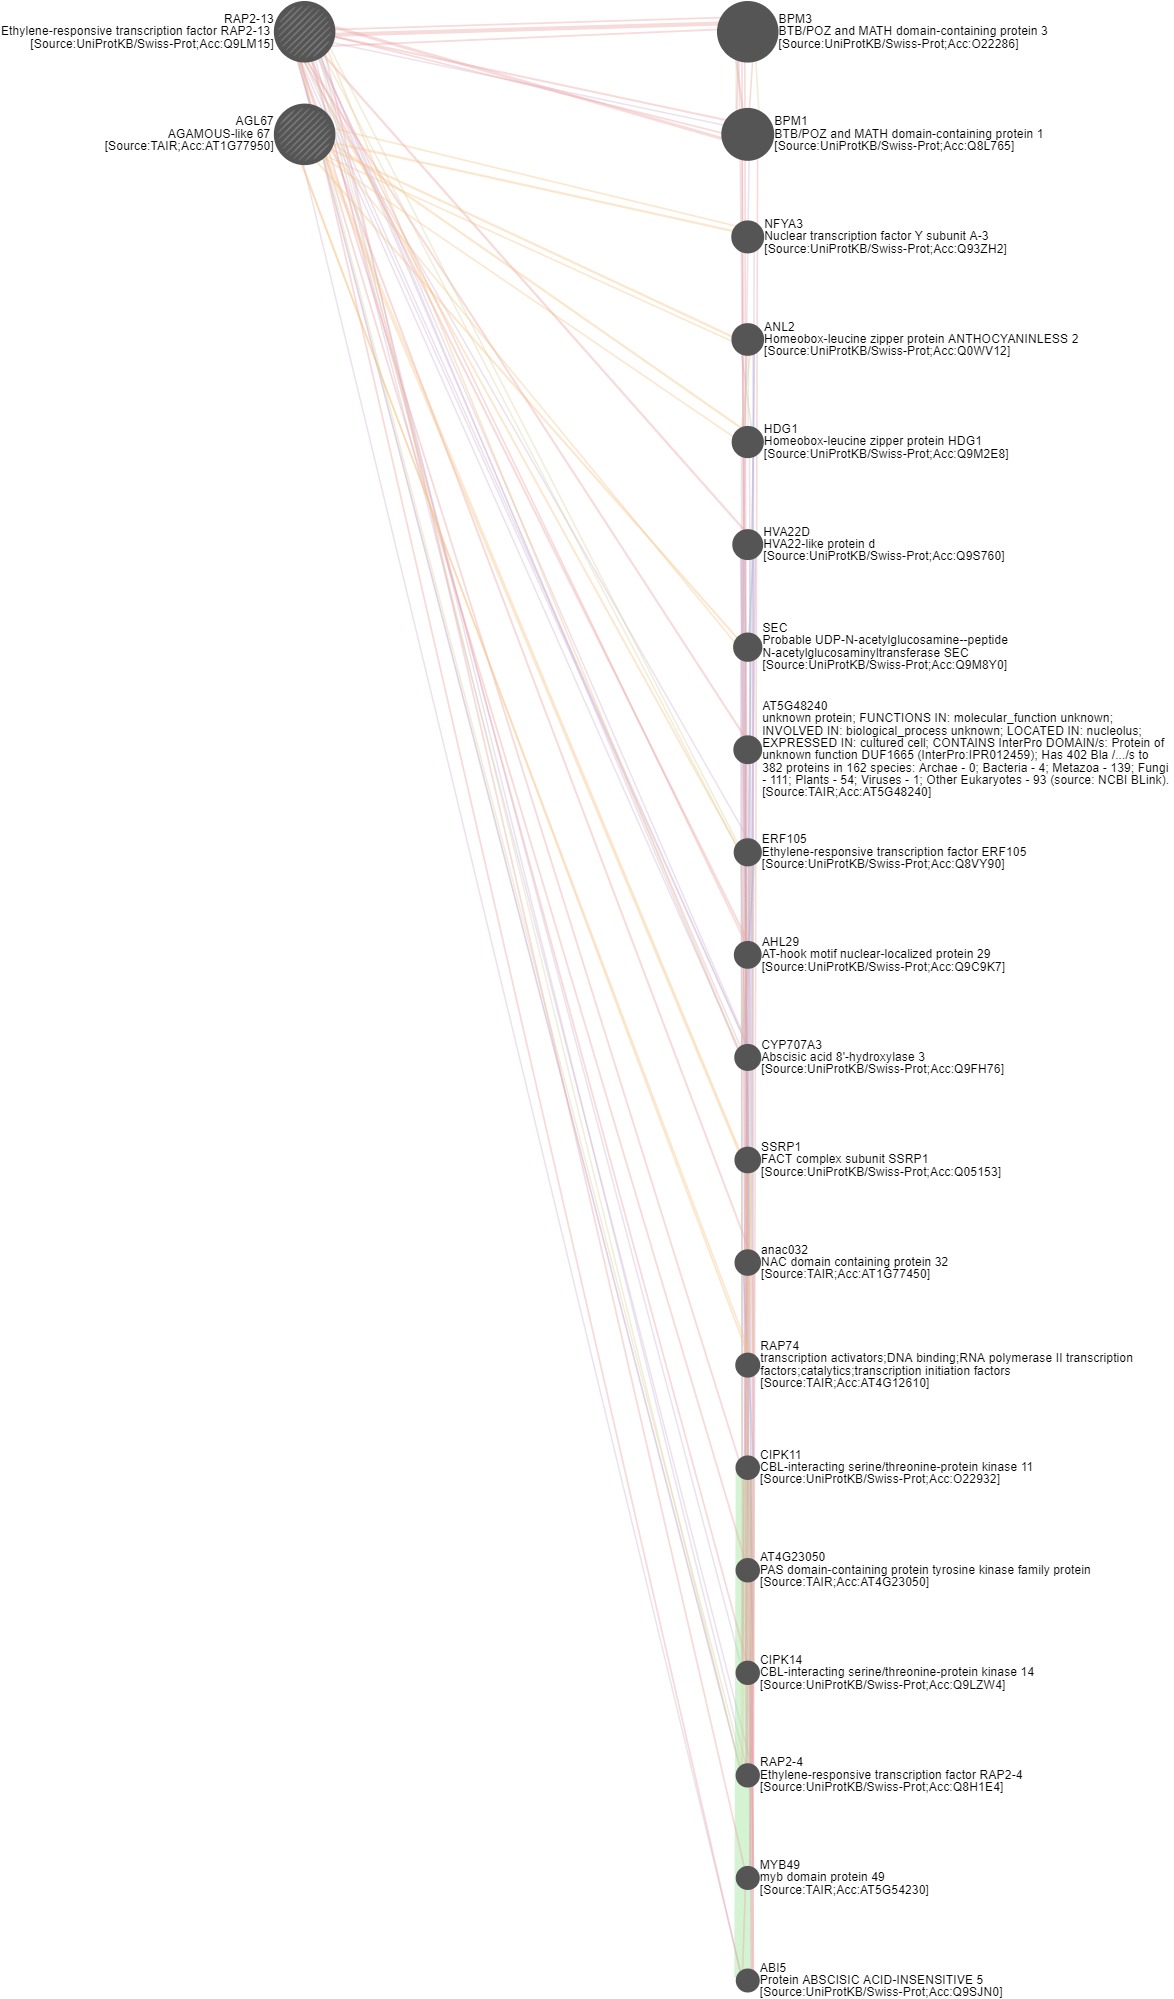 RAP2-13
Ethylene-responsive transcription factor RAP2-13
[Source:UniProtKB/Swiss-Prot;Acc:Q9LM15]
AGL67
AGAMOUS-like 67
[Source:TAIR;Acc:AT1G77950]
BPM3
BTB/POZ and MATH domain-containing protein 3
[Source:UniProtKB/Swiss-Prot;Acc:O22286]
BPM1
BTB/POZ and MATH domain-containing protein 1
[Source:UniProtKB/Swiss-Prot;Acc:Q8L765]
NFYA3
Nuclear transcription factor Y subunit A-3
[Source:UniProtKB/Swiss-Prot;Acc:Q93ZH2]
ANL2
Homeobox-leucine zipper protein ANTHOCYANINLESS 2
[Source:UniProtKB/Swiss-Prot;Acc:Q0WV12]
HDG1
Homeobox-leucine zipper protein HDG1
[Source:UniProtKB/Swiss-Prot;Acc:Q9M2E8]
HVA22D
HVA22-like protein d
[Source:UniProtKB/Swiss-Prot;Acc:Q9S760]
SEC
Probable UDP-N-acetylglucosamine--peptide
N-acetylglucosaminyltransferase SEC
[Source:UniProtKB/Swiss-Prot;Acc:Q9M8Y0]
AT5G48240
unknown protein; FUNCTIONS IN: molecular_function unknown;
INVOLVED IN: biological_process unknown; LOCATED IN: nucleolus;
EXPRESSED IN: cultured cell; CONTAINS InterPro DOMAIN/s: Protein of
unknown function DUF1665 (InterPro:IPR012459); Has 402 Bla /.../s to
382 proteins in 162 species: Archae - 0; Bacteria - 4; Metazoa - 139; Fungi
- 111; Plants - 54; Viruses - 1; Other Eukaryotes - 93 (source: NCBI BLink).
[Source:TAIR;Acc:AT5G48240]
ERF105
Ethylene-responsive transcription factor ERF105
[Source:UniProtKB/Swiss-Prot;Acc:Q8VY90]
AHL29
AT-hook motif nuclear-localized protein 29
[Source:UniProtKB/Swiss-Prot;Acc:Q9C9K7]
CYP707A3
Abscisic acid 8'-hydroxylase 3
[Source:UniProtKB/Swiss-Prot;Acc:Q9FH76]
SSRP1
FACT complex subunit SSRP1
[Source:UniProtKB/Swiss-Prot;Acc:Q05153]
anac032
NAC domain containing protein 32
[Source:TAIR;Acc:AT1G77450]
RAP74
transcription activators;DNA binding;RNA polymerase II transcription
factors;catalytics;transcription initiation factors
[Source:TAIR;Acc:AT4G12610]
CIPK11
CBL-interacting serine/threonine-protein kinase 11
[Source:UniProtKB/Swiss-Prot;Acc:O22932]
AT4G23050
PAS domain-containing protein tyrosine kinase family protein
[Source:TAIR;Acc:AT4G23050]
CIPK14
CBL-interacting serine/threonine-protein kinase 14
[Source:UniProtKB/Swiss-Prot;Acc:Q9LZW4]
RAP2-4
Ethylene-responsive transcription factor RAP2-4
[Source:UniProtKB/Swiss-Prot;Acc:Q8H1E4]
MYB49
myb domain protein 49
[Source:TAIR;Acc:AT5G54230]
ABI5
Protein ABSCISIC ACID-INSENSITIVE 5
[Source:UniProtKB/Swiss-Prot;Acc:Q9SJN0]